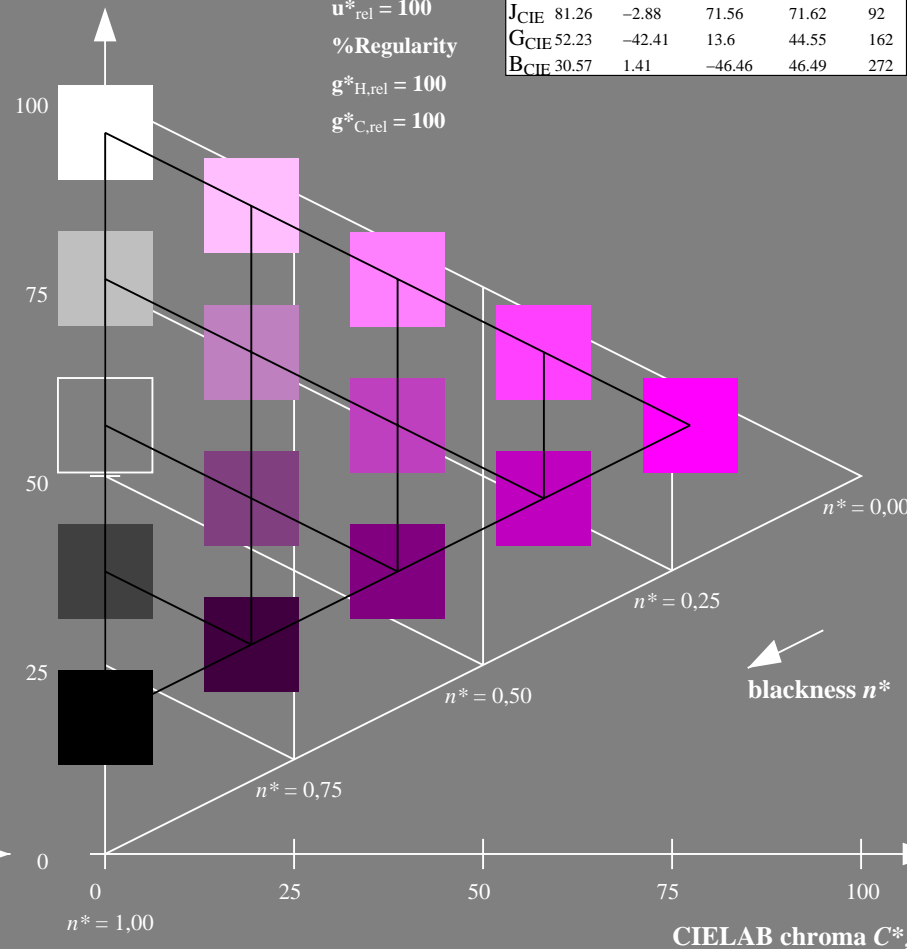 u*rel = 100
%Regularity
g*H,rel = 100
g*C,rel = 100
JCIE 81.26 −2.88 71.56 71.62 92
GCIE 52.23 −42.41 13.6 44.55 162
BCIE 30.57 1.41 −46.46 46.49 272
100
75
50
25
0
n* = 0,00
n* = 0,25
n* = 0,50
n* = 0,75
blackness n*
0 25 50 75 100
n* = 1,00
CIELAB chroma C*